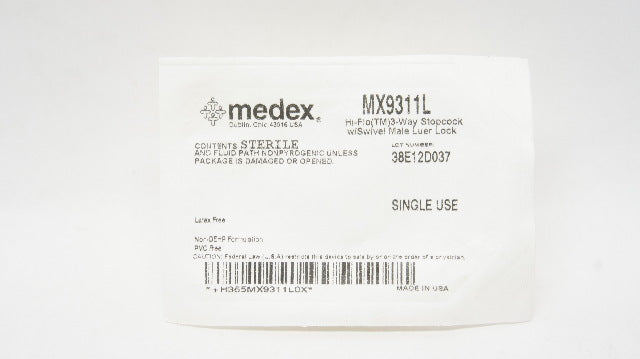 medex®
Dublin, Ohio 43016 USA
MX9311L
Hi-Flo(TM)3-Way Stopcock
w/Swivel Male Luer Lock
CONTENTS STERILE
AND FLUID PATH NONPYROGENIC UNLESS
PACKAGE IS DAMAGED OR OPENED.
LOT NUMBER:
38E12D037
SINGLE USE
Latex Free
Non-DEHP Formulation
PVC Free
CAUTION: Federal Law (U.S.A) restricts this device to sale by or on the order of a physician.
*+H365MX9311L0X*
MADE IN USA